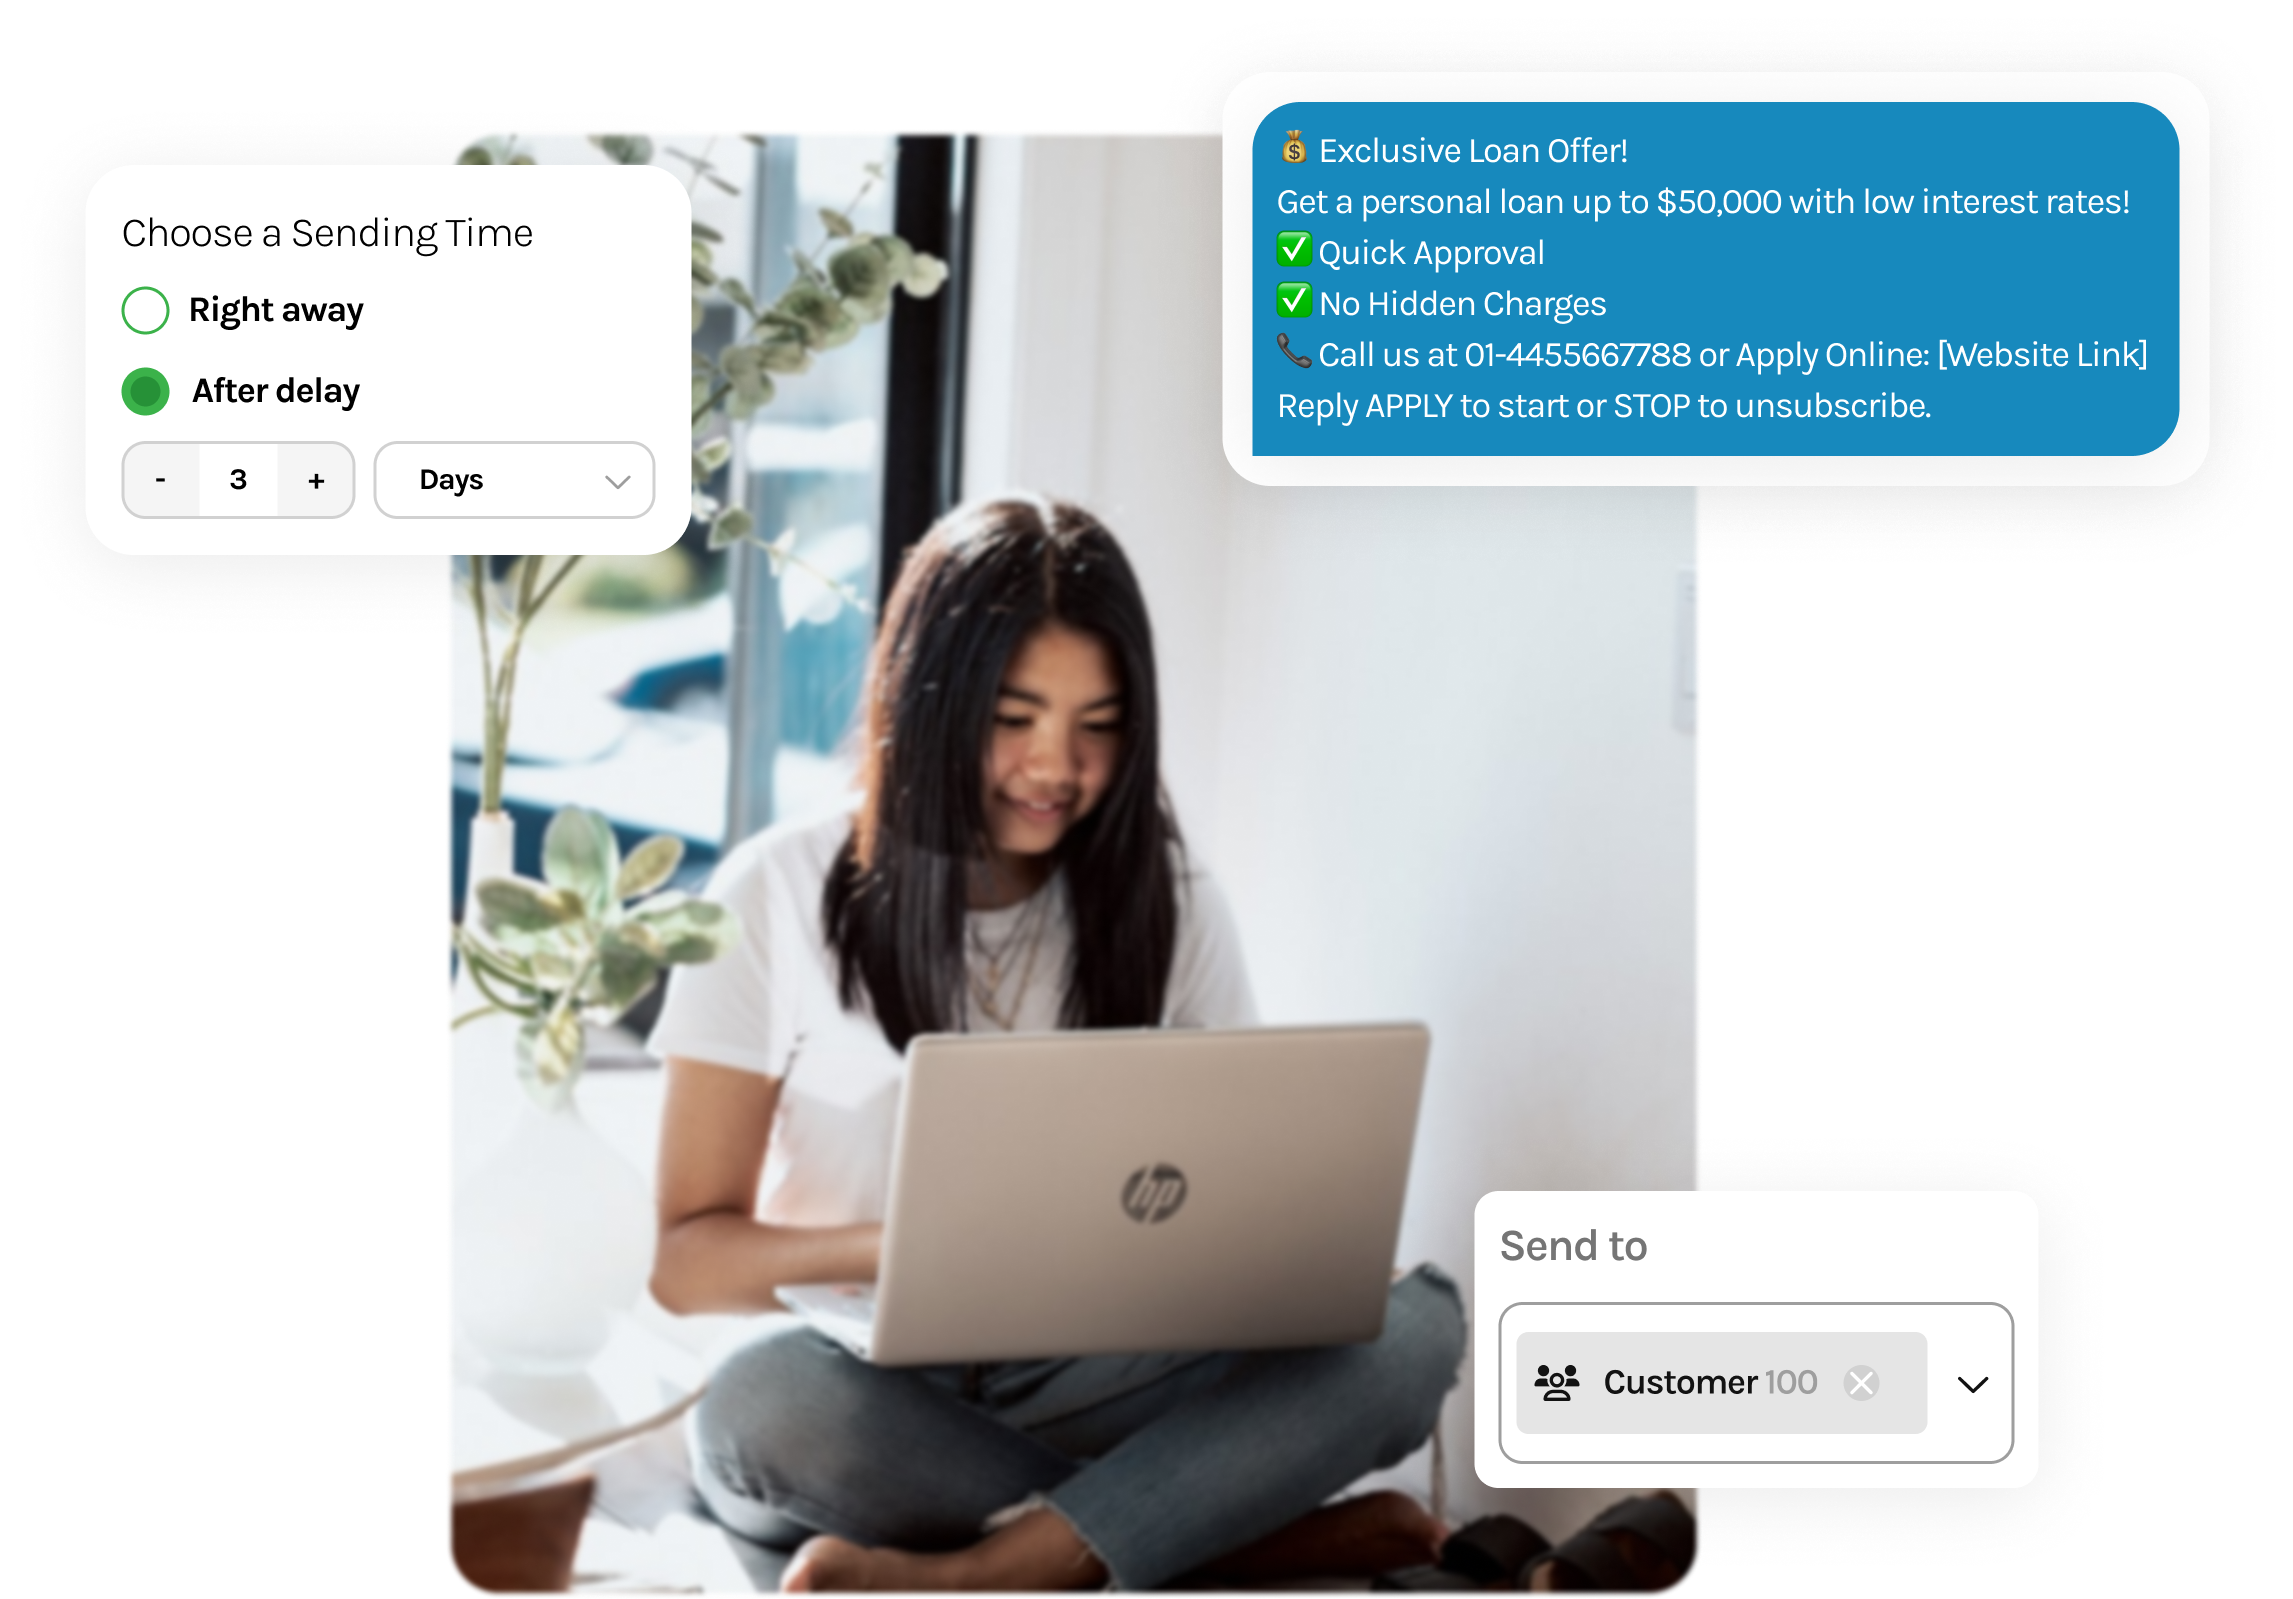 Choose a Sending Time
Right away
After delay
- 3 +
Days
💰 Exclusive Loan Offer!
Get a personal loan up to $50,000 with low interest rates!
✅ Quick Approval
✅ No Hidden Charges
📞 Call us at 01-4455667788 or Apply Online: [Website Link]
Reply APPLY to start or STOP to unsubscribe.
hp
Send to
Customer 100